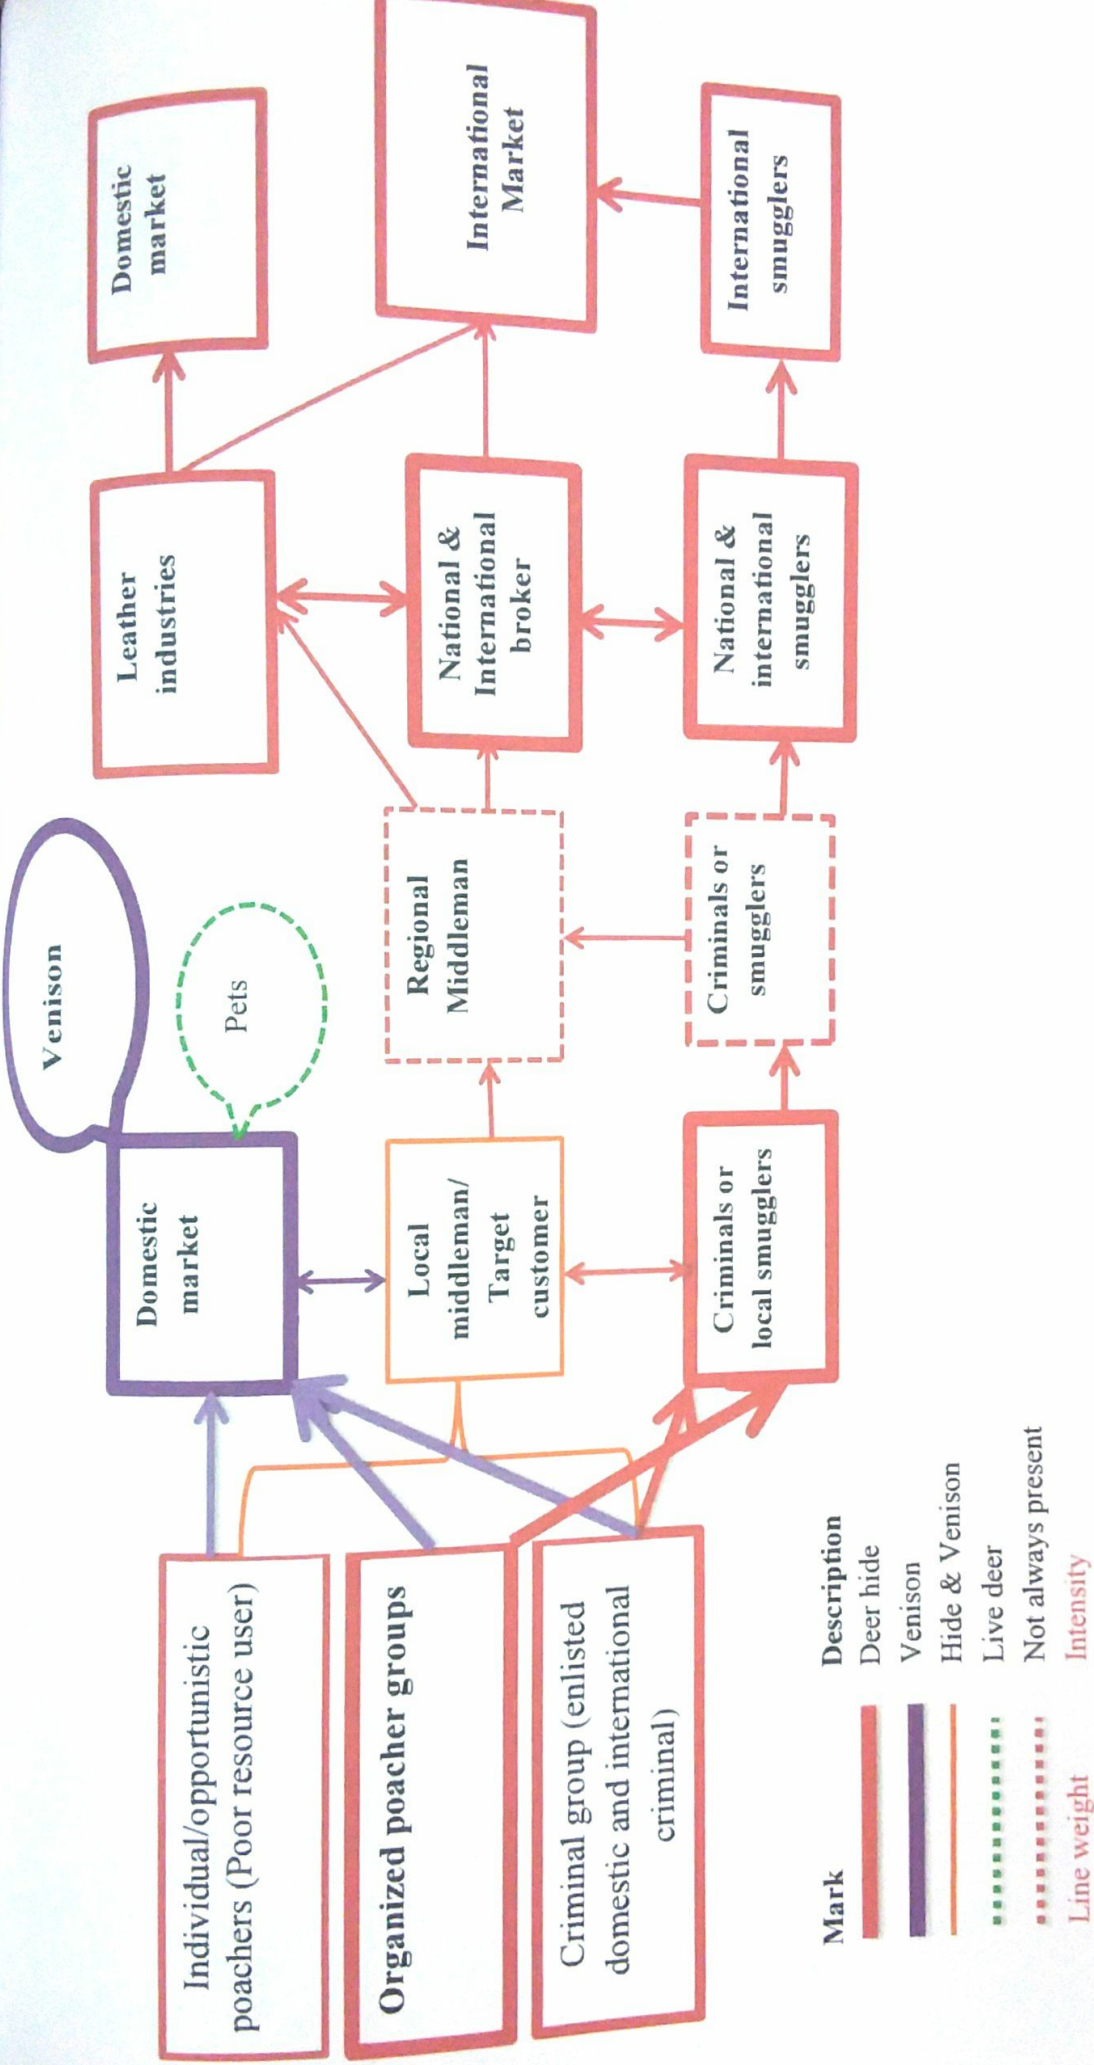 Venison
Pets
Domestic
market
Leather
industries
Domestic
market
Individual/opportunistic
poachers (Poor resource user)
Organized poacher groups
Criminal group (enlisted
domestic and international
criminal)
Local
middleman/
Target
customer
Regional
Middleman
National &
International
broker
International
Market
Criminals or
local smugglers
Criminals or
smugglers
National &
international
smugglers
International
smugglers
Mark Description
Deer hide
Venison
Hide & Venison
Live deer
Not always present
Line weight Intensity